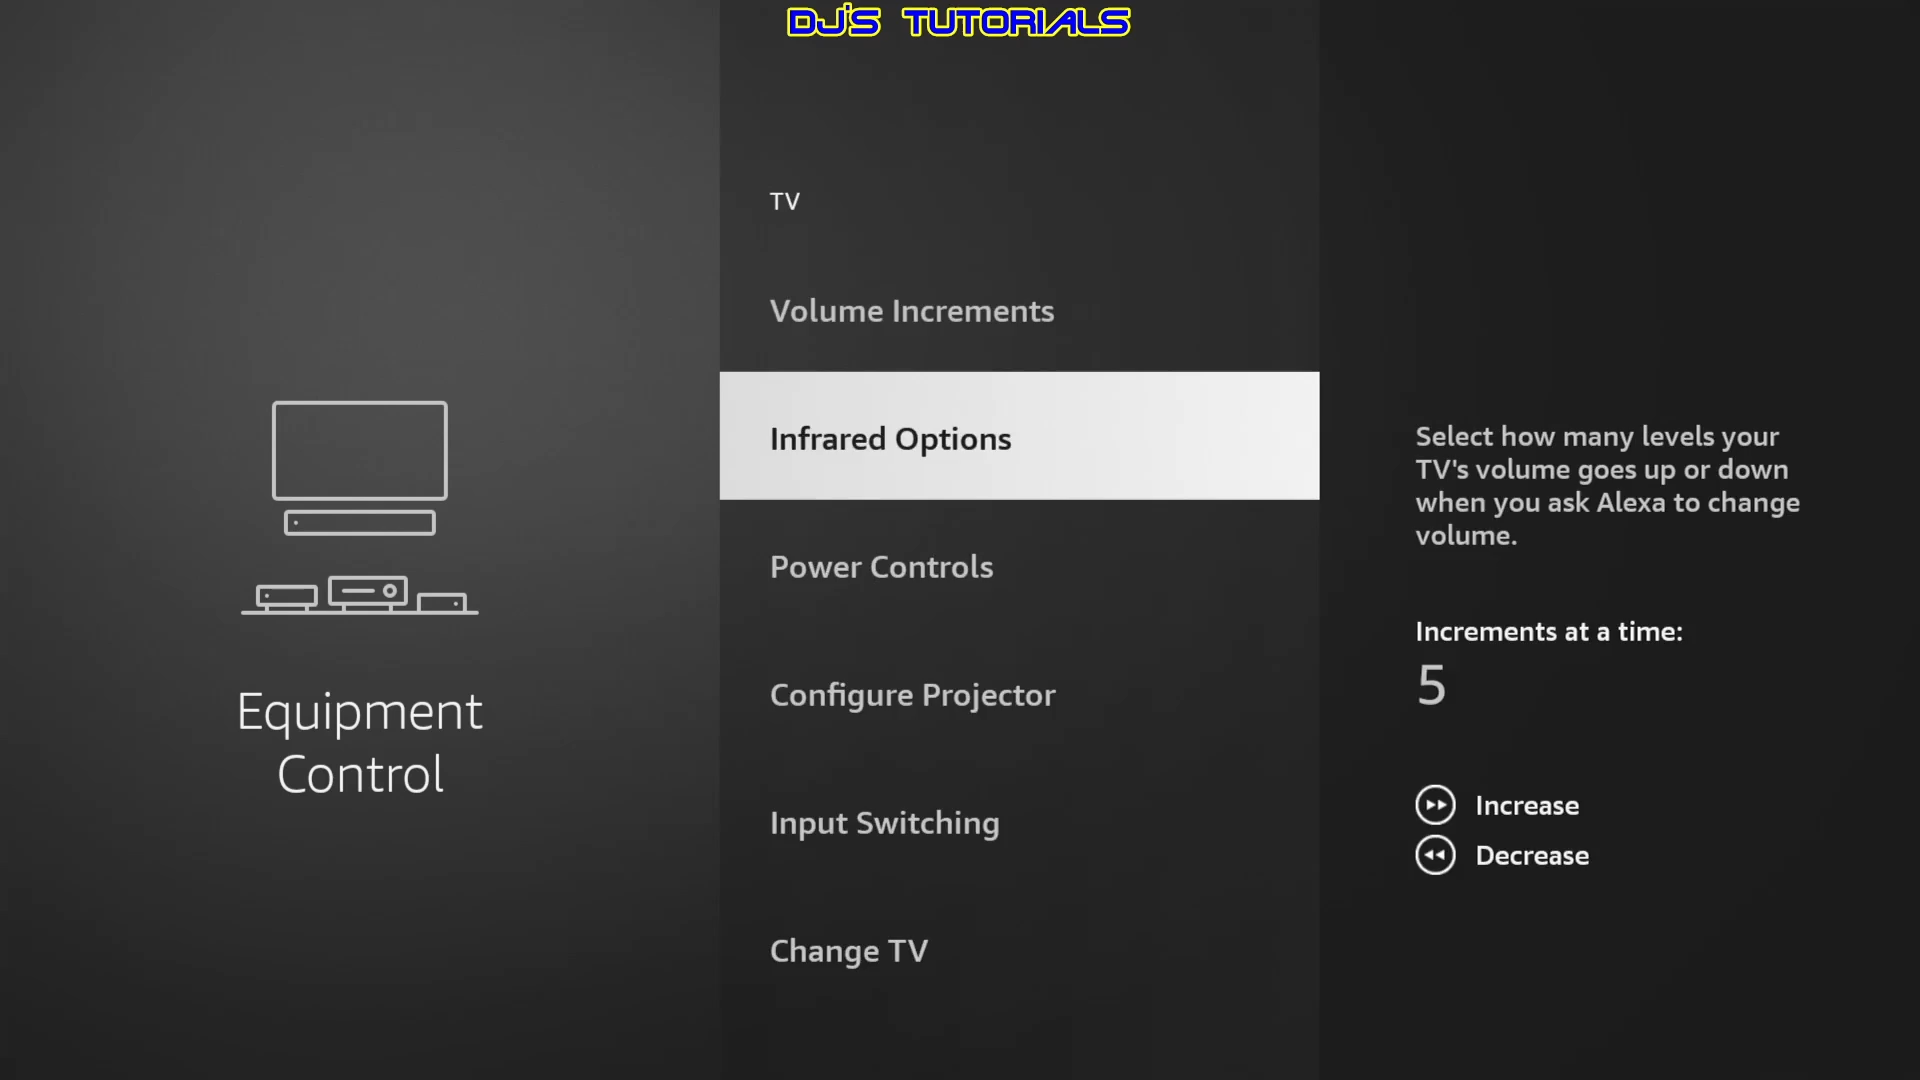 DJ'S TUTORIALS
TV
Volume Increments
Infrared Options
Power Controls
Configure Projector
Input Switching
Change TV
Equipment
Control
Select how many levels your
TV's volume goes up or down
when you ask Alexa to change
volume.
Increments at a time:
5
Increase
Decrease